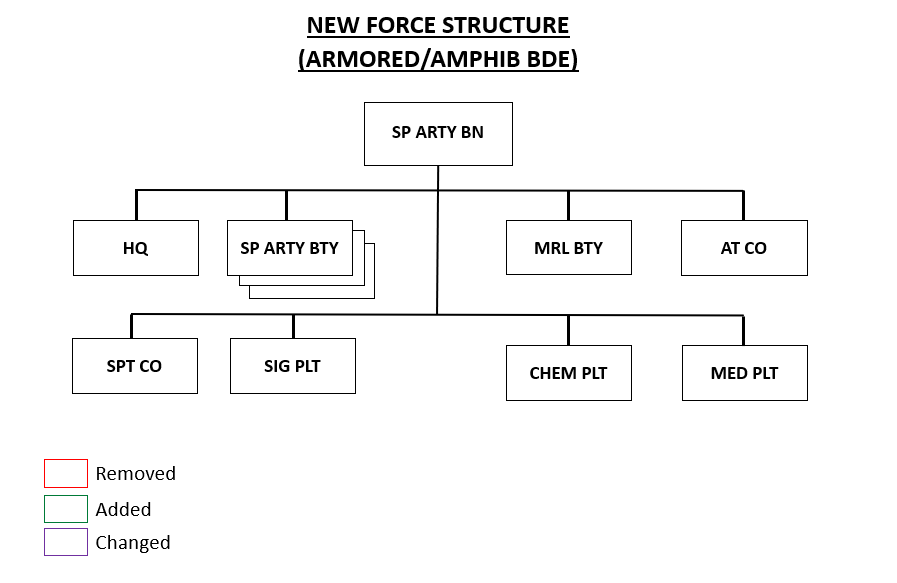 NEW FORCE STRUCTURE
(ARMORED/AMPHIB BDE)
SP ARTY BN
HQ
SP ARTY BTY
MRL BTY
AT CO
SPT CO
SIG PLT
CHEM PLT
MED PLT
Removed
Added
Changed